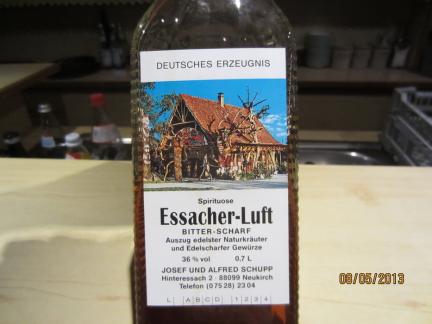 DEUTSCHES ERZEUGNIS
Spirituose
Essacher-Luft
BITTER-SCHARF
Auszug edelster Naturkräuter
und Edelscharfer Gewürze
36 % vol 0,7 L
JOSEF UND ALFRED SCHUPP
Hinteressach 2 · 88099 Neukirch
Telefon (0 75 28) 23 04
L A B C D 1 2 3 4
08/05/2013